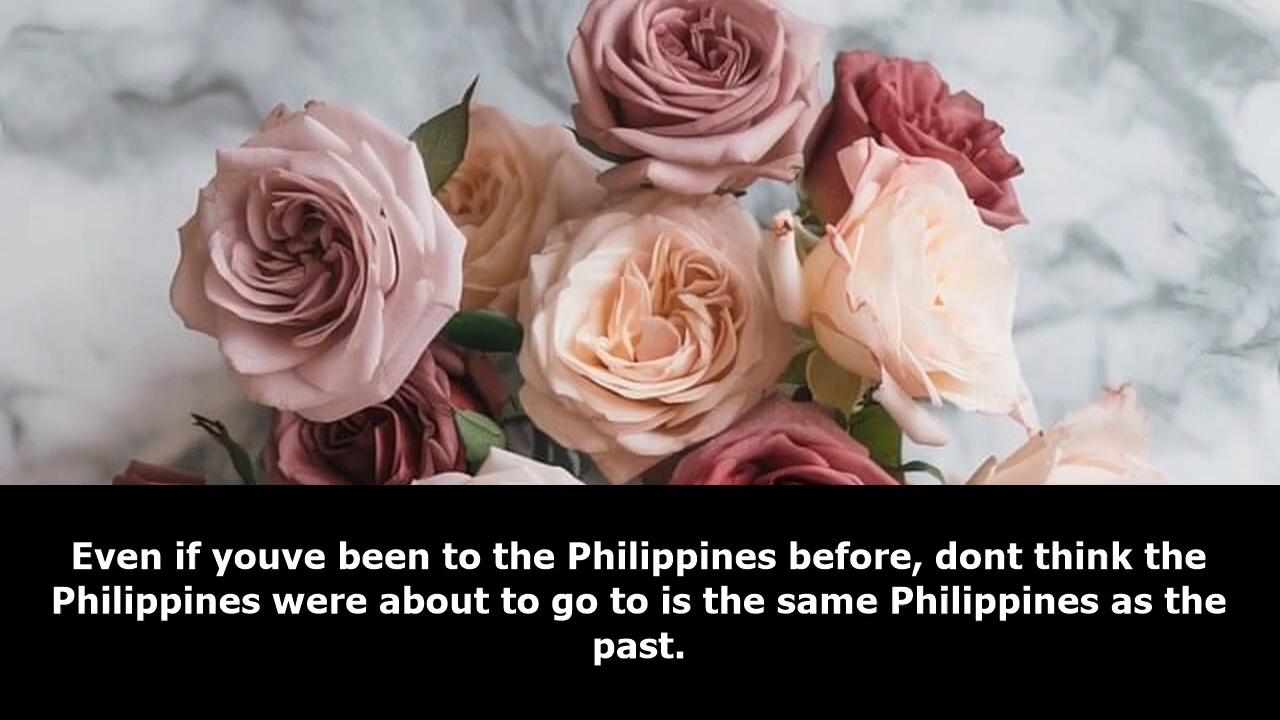 Even if youve been to the Philippines before, dont think the
Philippines were about to go to is the same Philippines as the
past.